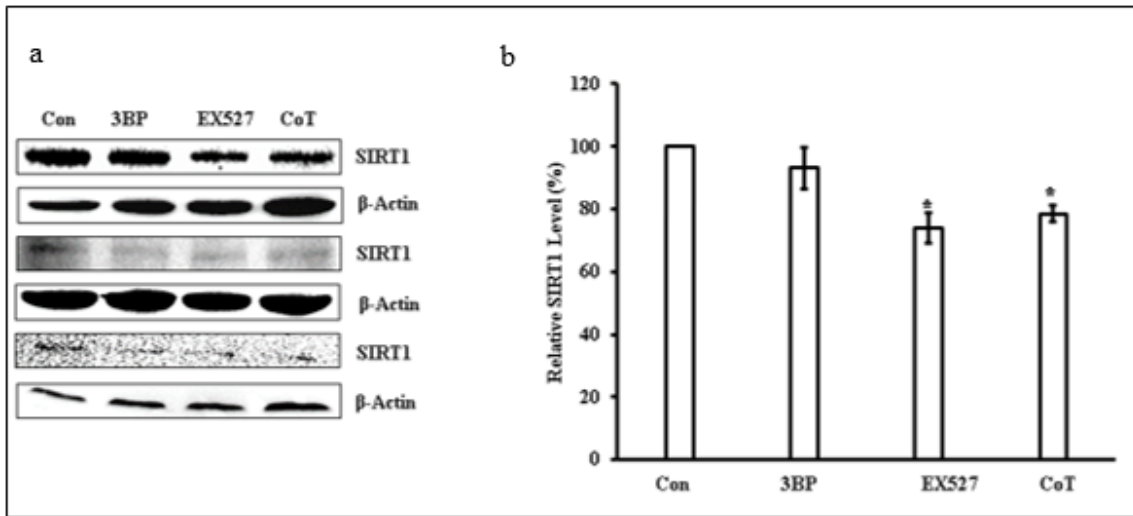 a
Con 3BP EX527 CoT
SIRT1
β-Actin
SIRT1
β-Actin
SIRT1
β-Actin
b
Relative SIRT1 Level (%)
120
100
80
60
40
20
0
*
*
Con 3BP EX527 CoT